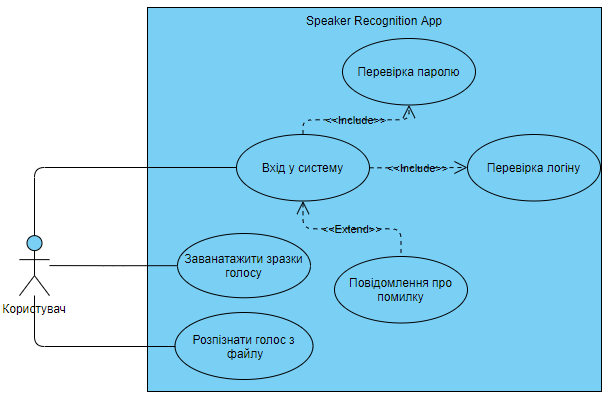 Speaker Recognition App
Перевірка паролю
<<Include>>
Вхід у систему
<<Include>>
Перевірка логіну
<<Extend>>
Заванатажити зразки
голосу
Повідомлення про
помилку
Користувач
Розпізнати голос з
файлу